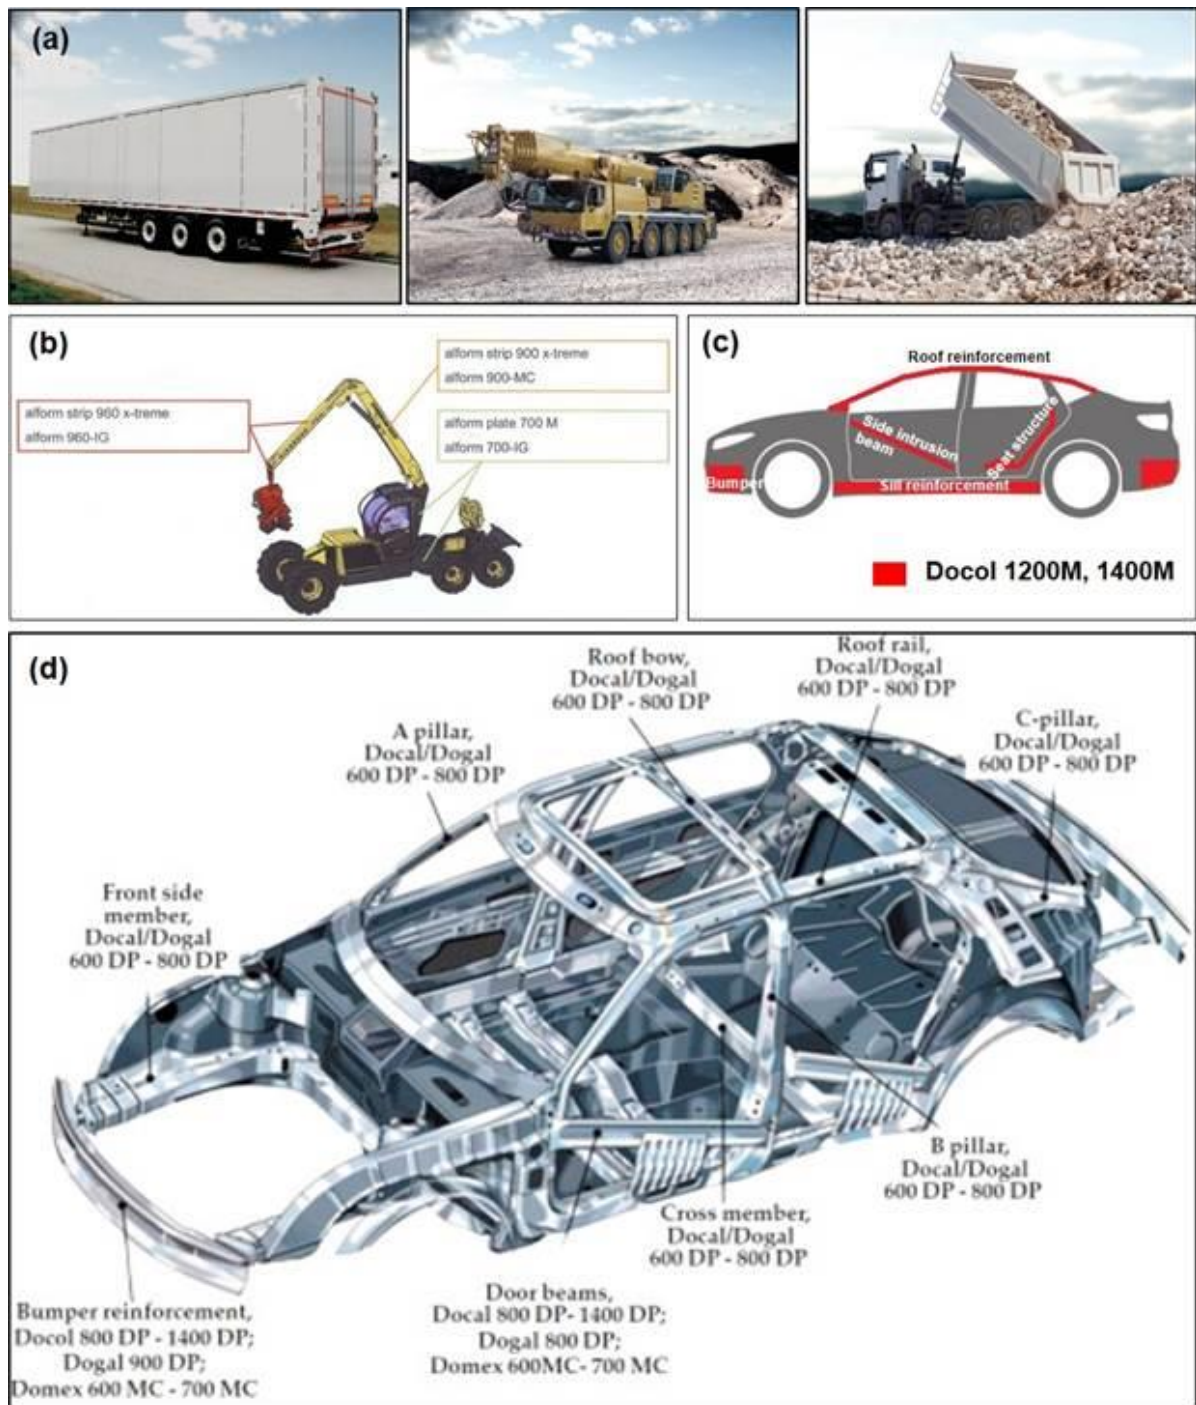 (a)
(b)
alform strip 900 x-treme
alform 900-MC
alform strip 960 x-treme
alform 960-IG
alform plate 700 M
alform 700-IG
(c)
Roof reinforcement
Side intrusion
beam
Seat structure
Bumper
Sill reinforcement
Docol 1200M, 1400M
(d)
Roof bow,
Docal/Dogal
600 DP - 800 DP
Roof rail,
Docal/Dogal
600 DP - 800 DP
A pillar,
Docal/Dogal
600 DP - 800 DP
C-pillar,
Docal/Dogal
600 DP - 800 DP
Front side
member,
Docal/Dogal
600 DP - 800 DP
B pillar,
Docal/Dogal
600 DP - 800 DP
Cross member,
Docal/Dogal
600 DP - 800 DP
Bumper reinforcement,
Docol 800 DP - 1400 DP;
Dogal 900 DP;
Domex 600 MC - 700 MC
Door beams,
Docal 800 DP- 1400 DP;
Dogal 800 DP;
Domex 600MC- 700 MC